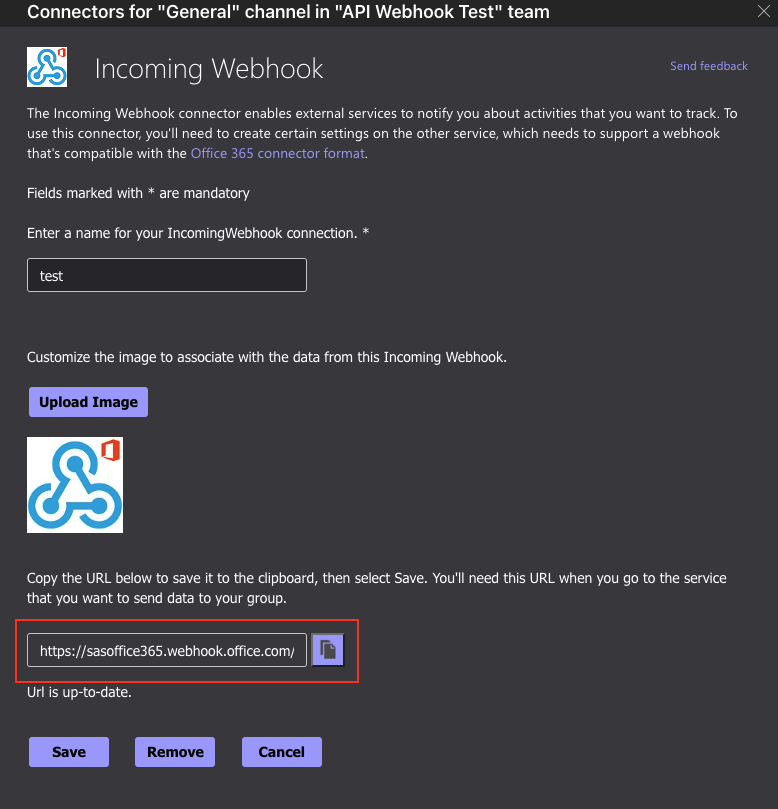 Connectors for "General" channel in "API Webhook Test" team
Incoming Webhook
Send feedback
The Incoming Webhook connector enables external services to notify you about activities that you want to track. To
use this connector, you'll need to create certain settings on the other service, which needs to support a webhook
that's compatible with the Office 365 connector format.
Fields marked with * are mandatory
Enter a name for your IncomingWebhook connection. *
test
Customize the image to associate with the data from this Incoming Webhook.
Upload Image
Copy the URL below to save it to the clipboard, then select Save. You'll need this URL when you go to the service
that you want to send data to your group.
https://sasoffice365.webhook.office.com/
Url is up-to-date.
Save
Remove
Cancel